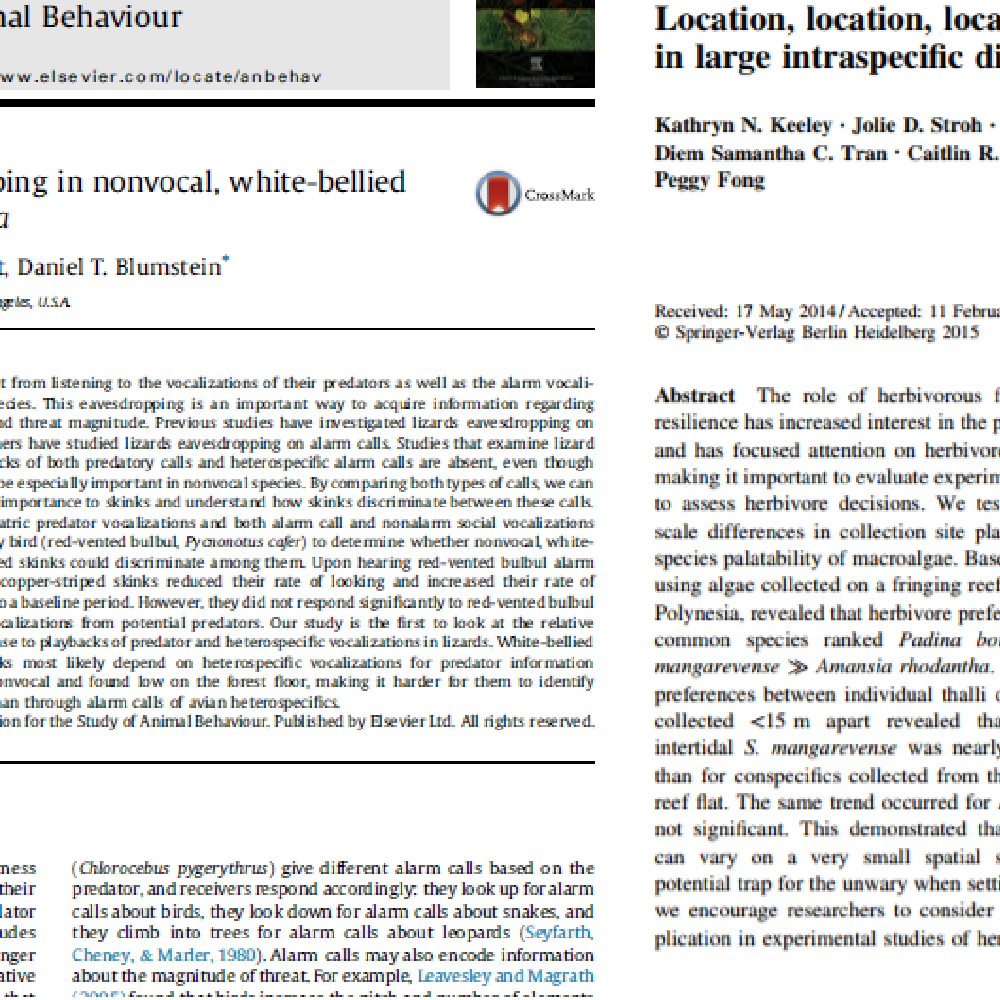 nal Behaviour
ww.elsevier.com/locate/anbehav
ping in nonvocal, white-bellied
a
CrossMark
t, Daniel T. Blumstein*
ngeles, U.S.A.
t from listening to the vocalizations of their predators as well as the alarm vocali-
ecies. This eavesdropping is an important way to acquire information regarding
nd threat magnitude. Previous studies have investigated lizards eavesdropping on
hers have studied lizards eavesdropping on alarm calls. Studies that examine lizard
cks of both predatory calls and heterospecific alarm calls are absent, even though
be especially important in nonvocal species. By comparing both types of calls, we can
importance to skinks and understand how skinks discriminate between these calls.
atric predator vocalizations and both alarm call and nonalarm social vocalizations
y bird (red-vented bulbul, Pycnonotus cafer) to determine whether nonvocal, white-
ed skinks could discriminate among them. Upon hearing red-vented bulbul alarm
copper-striped skinks reduced their rate of looking and increased their rate of
o a baseline period. However, they did not respond significantly to red-vented bulbul
calizations from potential predators. Our study is the first to look at the relative
nse to playbacks of predator and heterospecific vocalizations in lizards. White-bellied
ks most likely depend on heterospecific vocalizations for predator information
onvocal and found low on the forest floor, making it harder for them to identify
han through alarm calls of avian heterospecifics.
ion for the Study of Animal Behaviour. Published by Elsevier Ltd. All rights reserved.
ness
their
lator
udes
nger
ative
that
(Chlorocebus pygerythrus) give different alarm calls based on the
predator, and receivers respond accordingly: they look up for alarm
calls about birds, they look down for alarm calls about snakes, and
they climb into trees for alarm calls about leopards (Seyfarth,
Cheney, & Marler, 1980). Alarm calls may also encode information
about the magnitude of threat. For example, Leavesley and Magrath
(2005) found that birds increase the pitch and number of elements
Location, location, loca
in large intraspecific di
Kathryn N. Keeley · Jolie D. Stroh ·
Diem Samantha C. Tran · Caitlin R.
Peggy Fong
Received: 17 May 2014 / Accepted: 11 Februa
© Springer-Verlag Berlin Heidelberg 2015
Abstract The role of herbivorous f
resilience has increased interest in the p
and has focused attention on herbivore
making it important to evaluate experim
to assess herbivore decisions. We tes
scale differences in collection site pla
species palatability of macroalgae. Base
using algae collected on a fringing reef
Polynesia, revealed that herbivore prefe
common species ranked Padina bor
mangarevense ≫ Amansia rhodantha.
preferences between individual thalli c
collected <15 m apart revealed tha
intertidal S. mangarevense was nearly
than for conspecifics collected from th
reef flat. The same trend occurred for
not significant. This demonstrated tha
can vary on a very small spatial s
potential trap for the unwary when setti
we encourage researchers to consider
plication in experimental studies of her